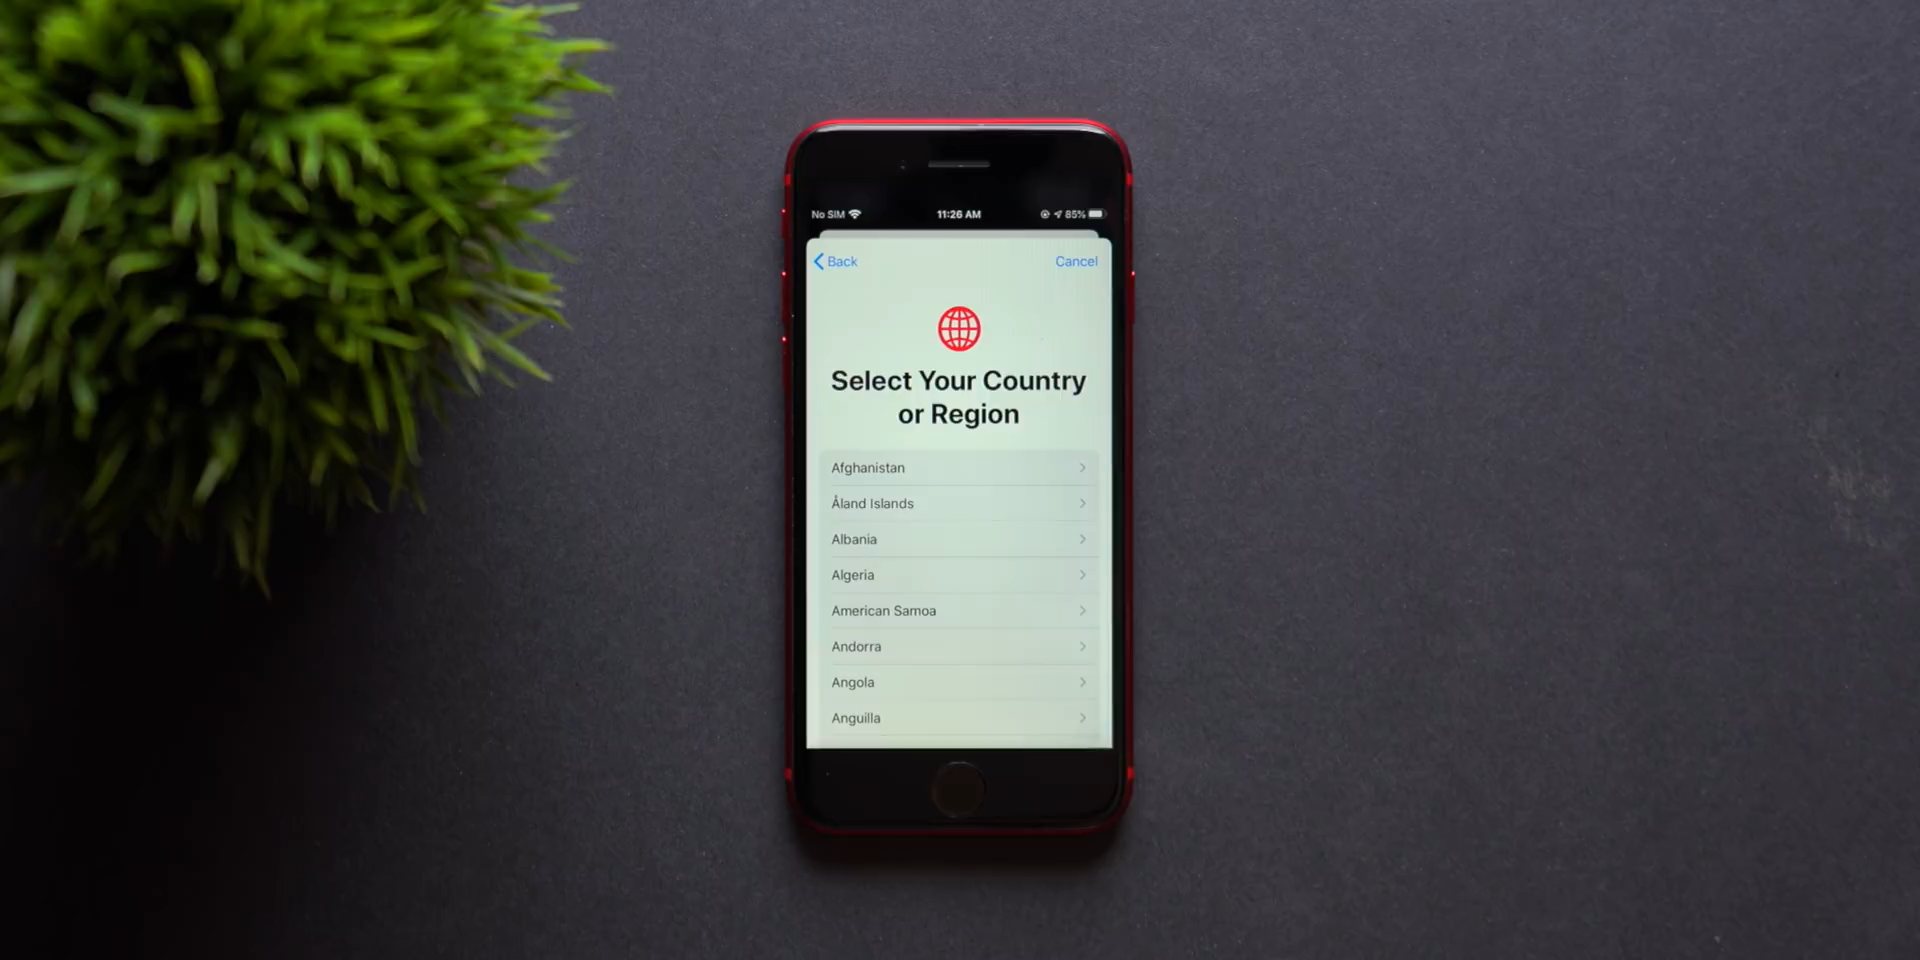 No SIM 11:26 AM 85%
Back Cancel
Select Your Country
or Region
Afghanistan
Åland Islands
Albania
Algeria
American Samoa
Andorra
Angola
Anguilla